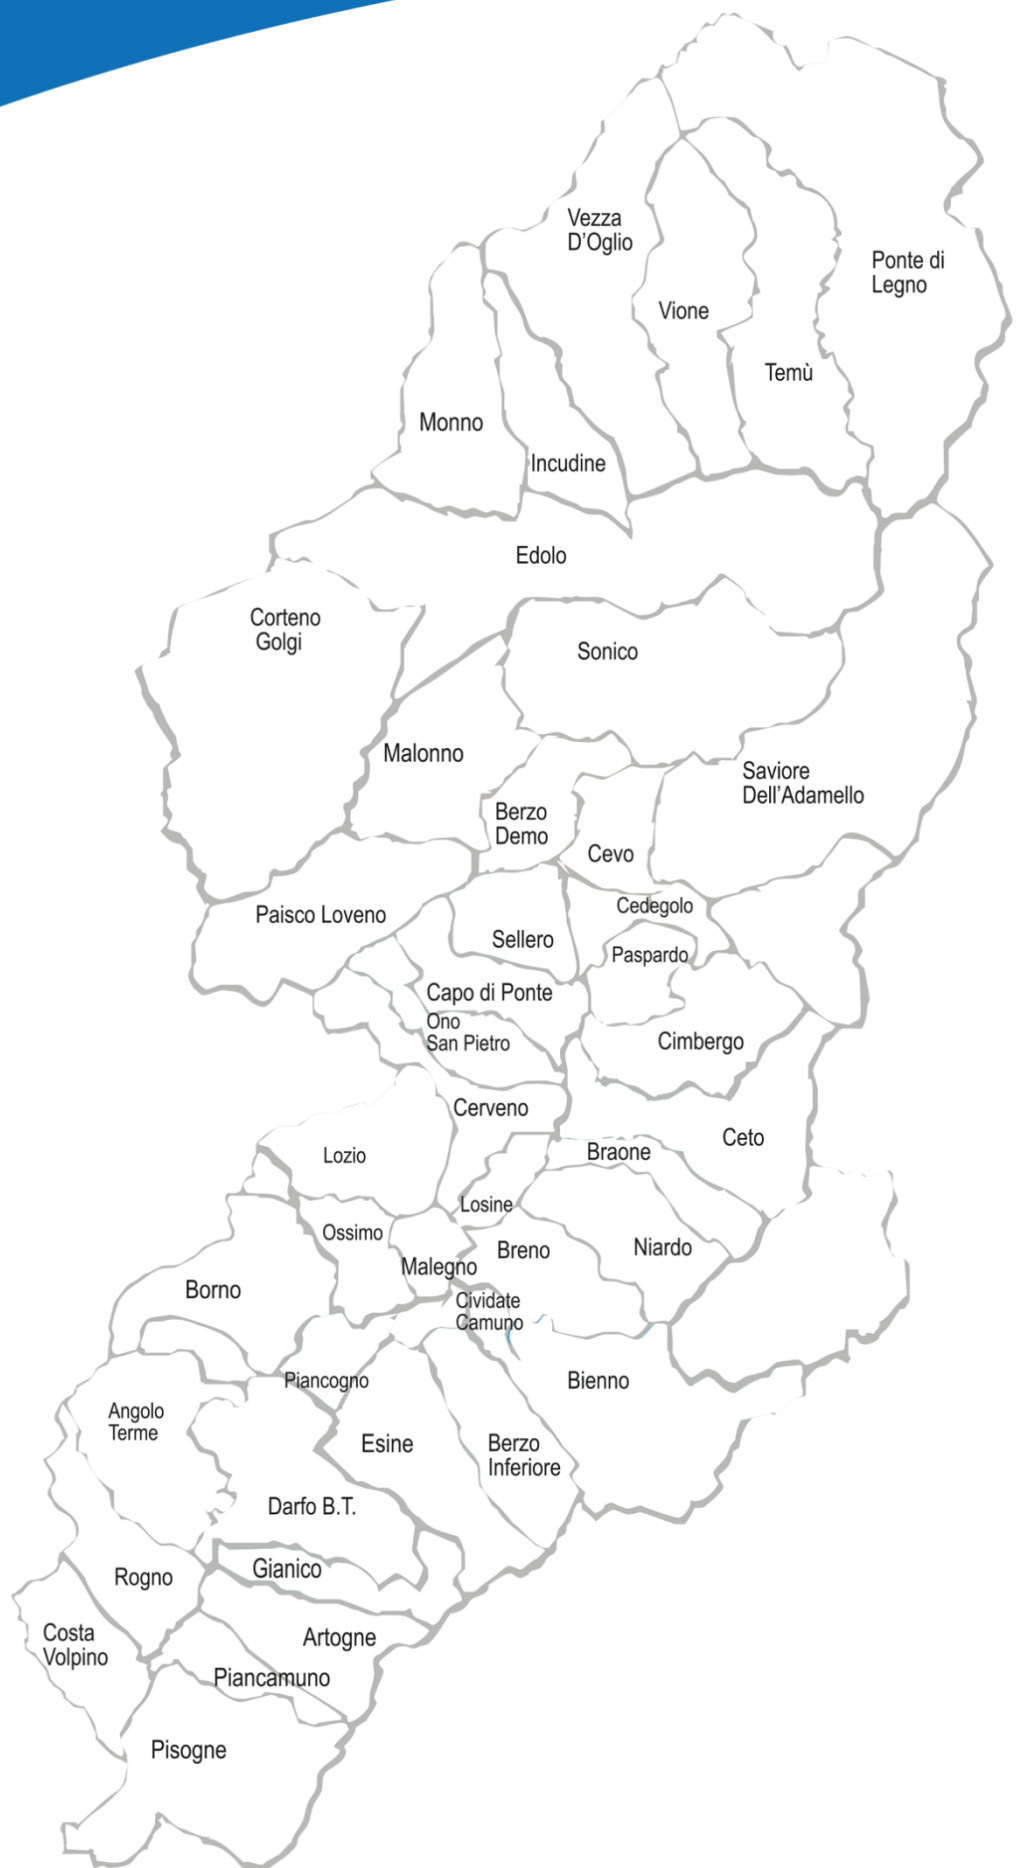 Vezza
D'Oglio
Ponte di
Legno
Vione
Temù
Monno
Incudine
Edolo
Corteno
Golgi
Sonico
Malonno
Saviore
Dell'Adamello
Berzo
Demo
Cevo
Cedegolo
Paisco Loveno
Sellero
Paspardo
Capo di Ponte
Ono
San Pietro
Cimbergo
Cerveno
Ceto
Braone
Lozio
Losine
Ossimo
Breno
Niardo
Malegno
Borno
Cividate
Camuno
Piancogno
Bienno
Angolo
Terme
Esine
Berzo
Inferiore
Darfo B.T.
Gianico
Rogno
Costa
Volpino
Artogne
Piancamuno
Pisogne